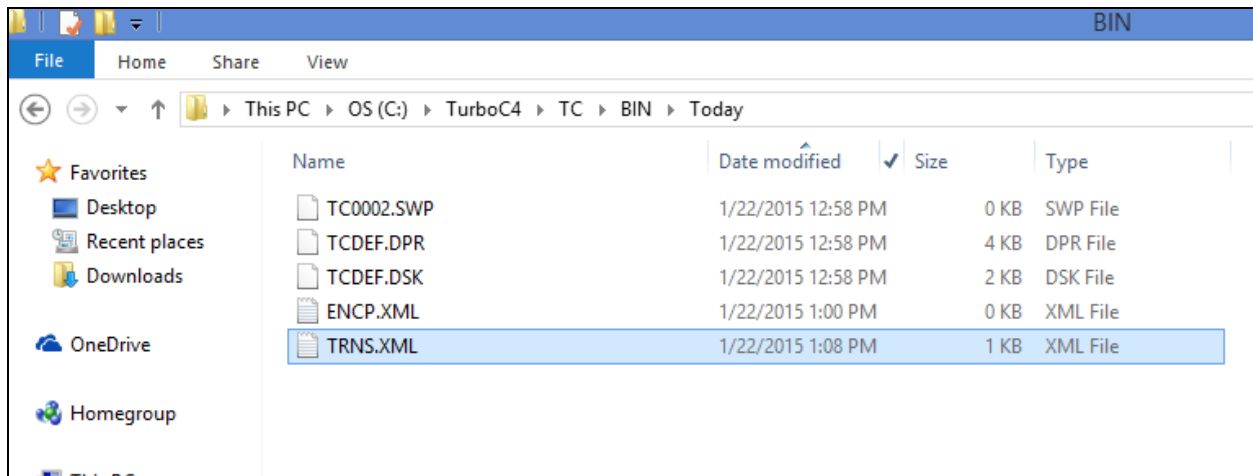 BIN
File Home Share View
This PC OS (C:) TurboC4 TC BIN Today
Name Date modified Size Type
Favorites
TC0002.SWP 1/22/2015 12:58 PM 0 KB SWP File
Desktop
TCDEF.DPR 1/22/2015 12:58 PM 4 KB DPR File
Recent places
TCDEF.DSK 1/22/2015 12:58 PM 2 KB DSK File
Downloads
ENCP.XML 1/22/2015 1:00 PM 0 KB XML File
OneDrive
TRNS.XML 1/22/2015 1:08 PM 1 KB XML File
Homegroup